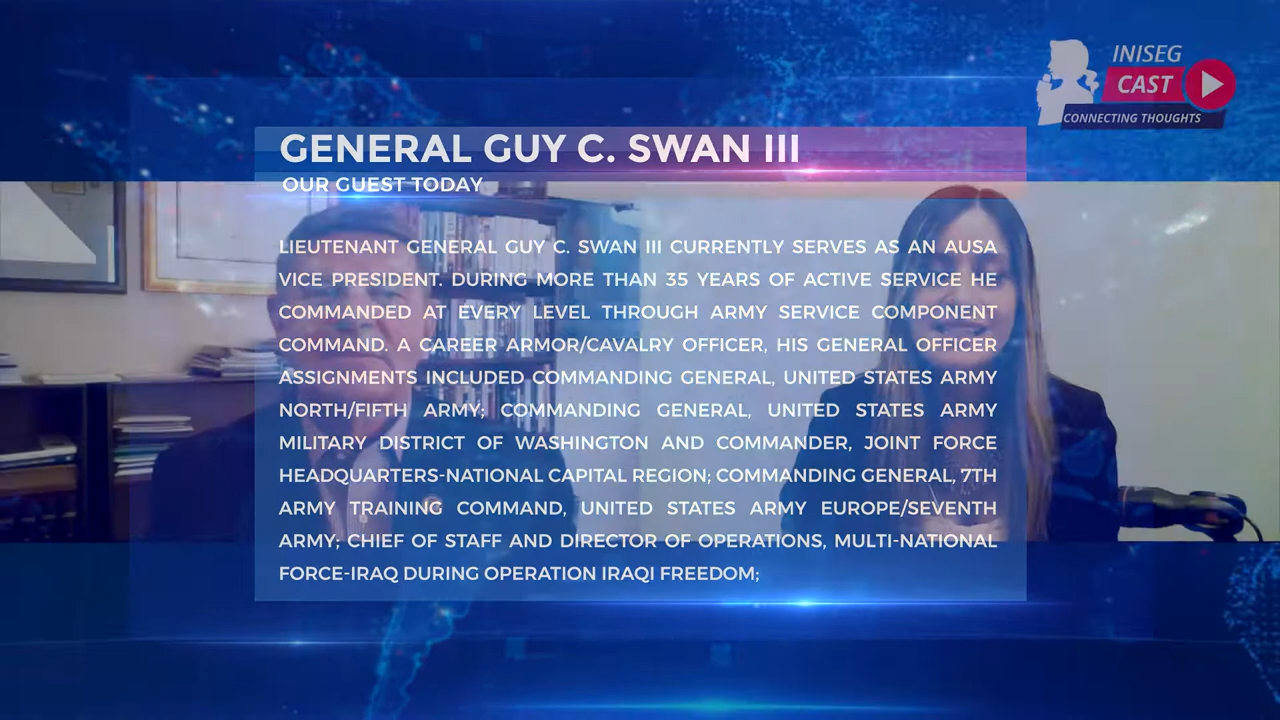 INISEG
CAST
CONNECTING THOUGHTS
GENERAL GUY C. SWAN III
OUR GUEST TODAY
LIEUTENANT GENERAL GUY C. SWAN III CURRENTLY SERVES AS AN AUSA
VICE PRESIDENT. DURING MORE THAN 35 YEARS OF ACTIVE SERVICE HE
COMMANDED AT EVERY LEVEL THROUGH ARMY SERVICE COMPONENT
COMMAND. A CAREER ARMOR/CAVALRY OFFICER, HIS GENERAL OFFICER
ASSIGNMENTS INCLUDED COMMANDING GENERAL, UNITED STATES ARMY
NORTH/FIFTH ARMY; COMMANDING GENERAL, UNITED STATES ARMY
MILITARY DISTRICT OF WASHINGTON AND COMMANDER, JOINT FORCE
HEADQUARTERS-NATIONAL CAPITAL REGION; COMMANDING GENERAL, 7TH
ARMY TRAINING COMMAND, UNITED STATES ARMY EUROPE/SEVENTH
ARMY; CHIEF OF STAFF AND DIRECTOR OF OPERATIONS, MULTI-NATIONAL
FORCE-IRAQ DURING OPERATION IRAQI FREEDOM;